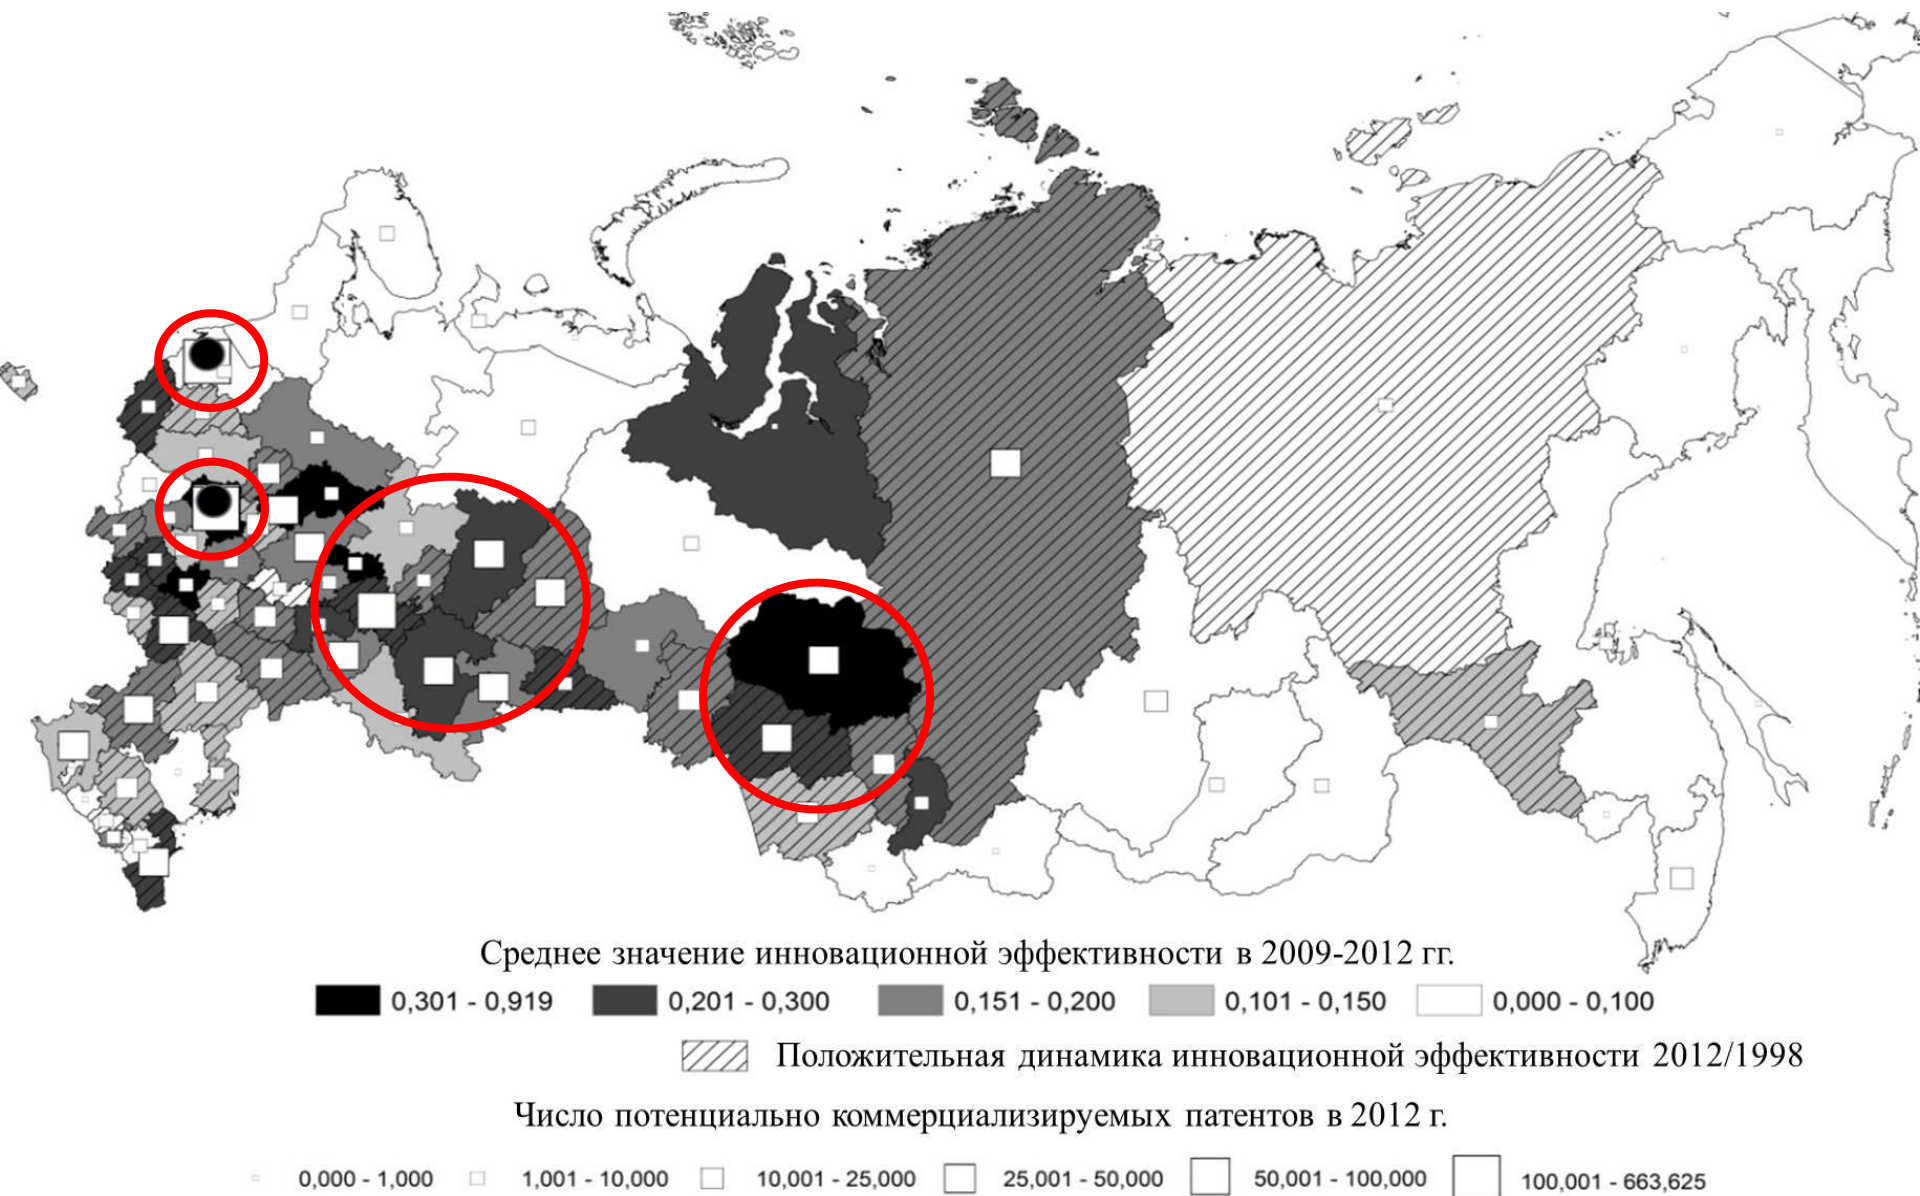 Среднее значение инновационной эффективности в 2009-2012 гг.
0,301 - 0,919 0,201 - 0,300 0,151 - 0,200 0,101 - 0,150 0,000 - 0,100
Положительная динамика инновационной эффективности 2012/1998
Число потенциально коммерциализируемых патентов в 2012 г.
0,000 - 1,000 1,001 - 10,000 10,001 - 25,000 25,001 - 50,000 50,001 - 100,000 100,001 - 663,625